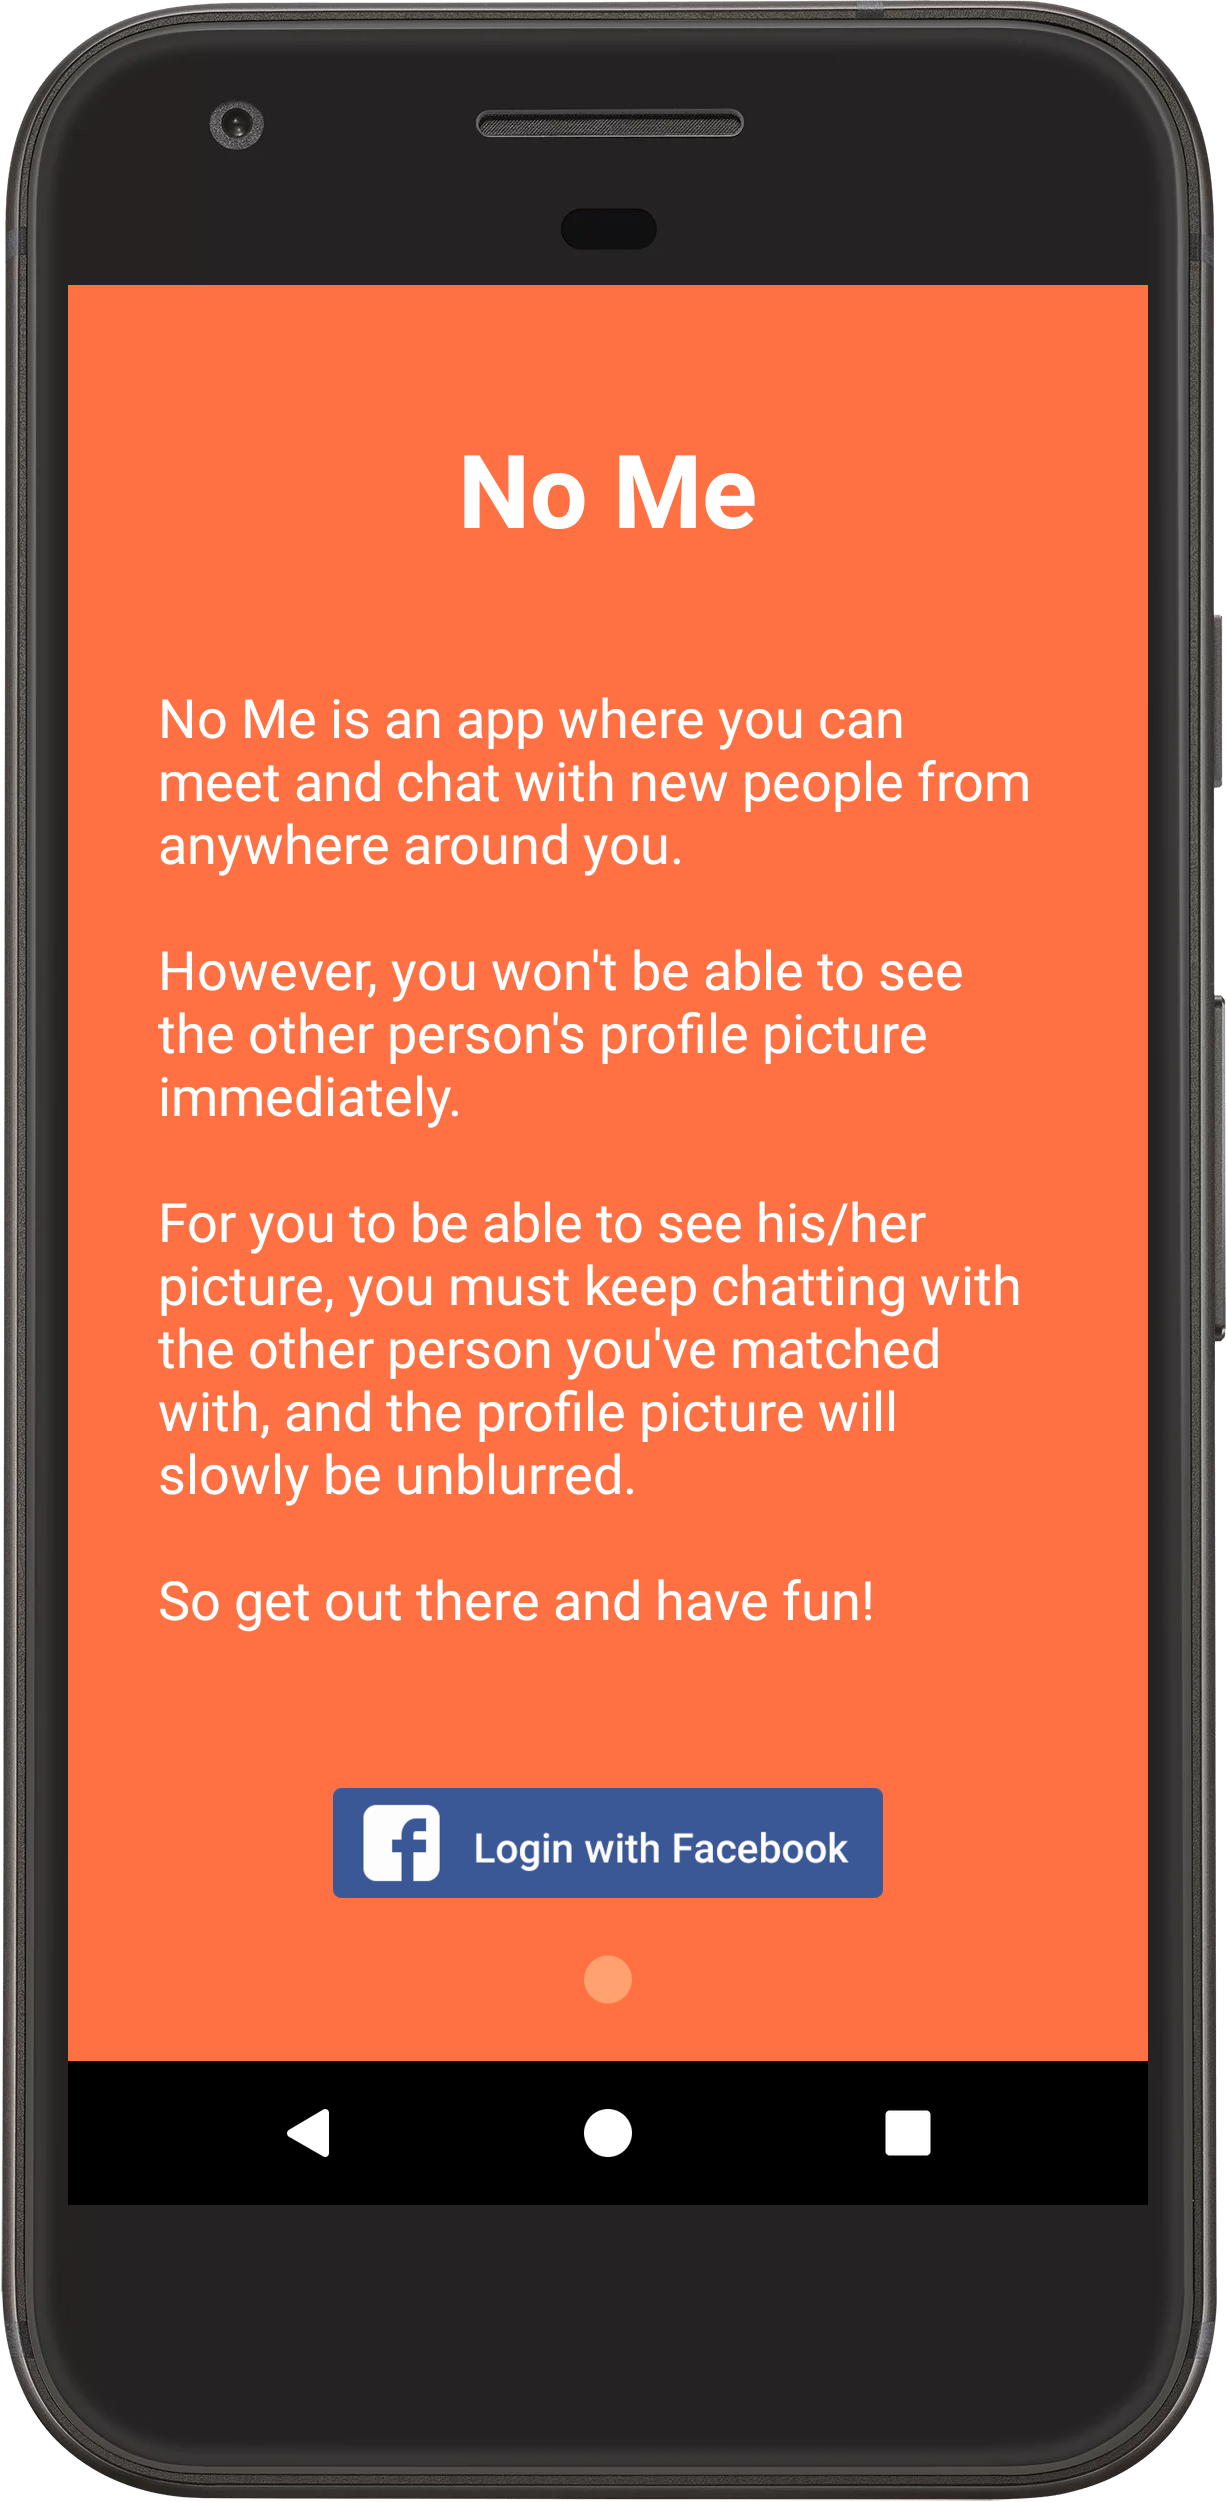 No Me
No Me is an app where you can
meet and chat with new people from
anywhere around you.
However, you won't be able to see
the other person's profile picture
immediately.
For you to be able to see his/her
picture, you must keep chatting with
the other person you've matched
with, and the profile picture will
slowly be unblurred.
So get out there and have fun!
Login with Facebook